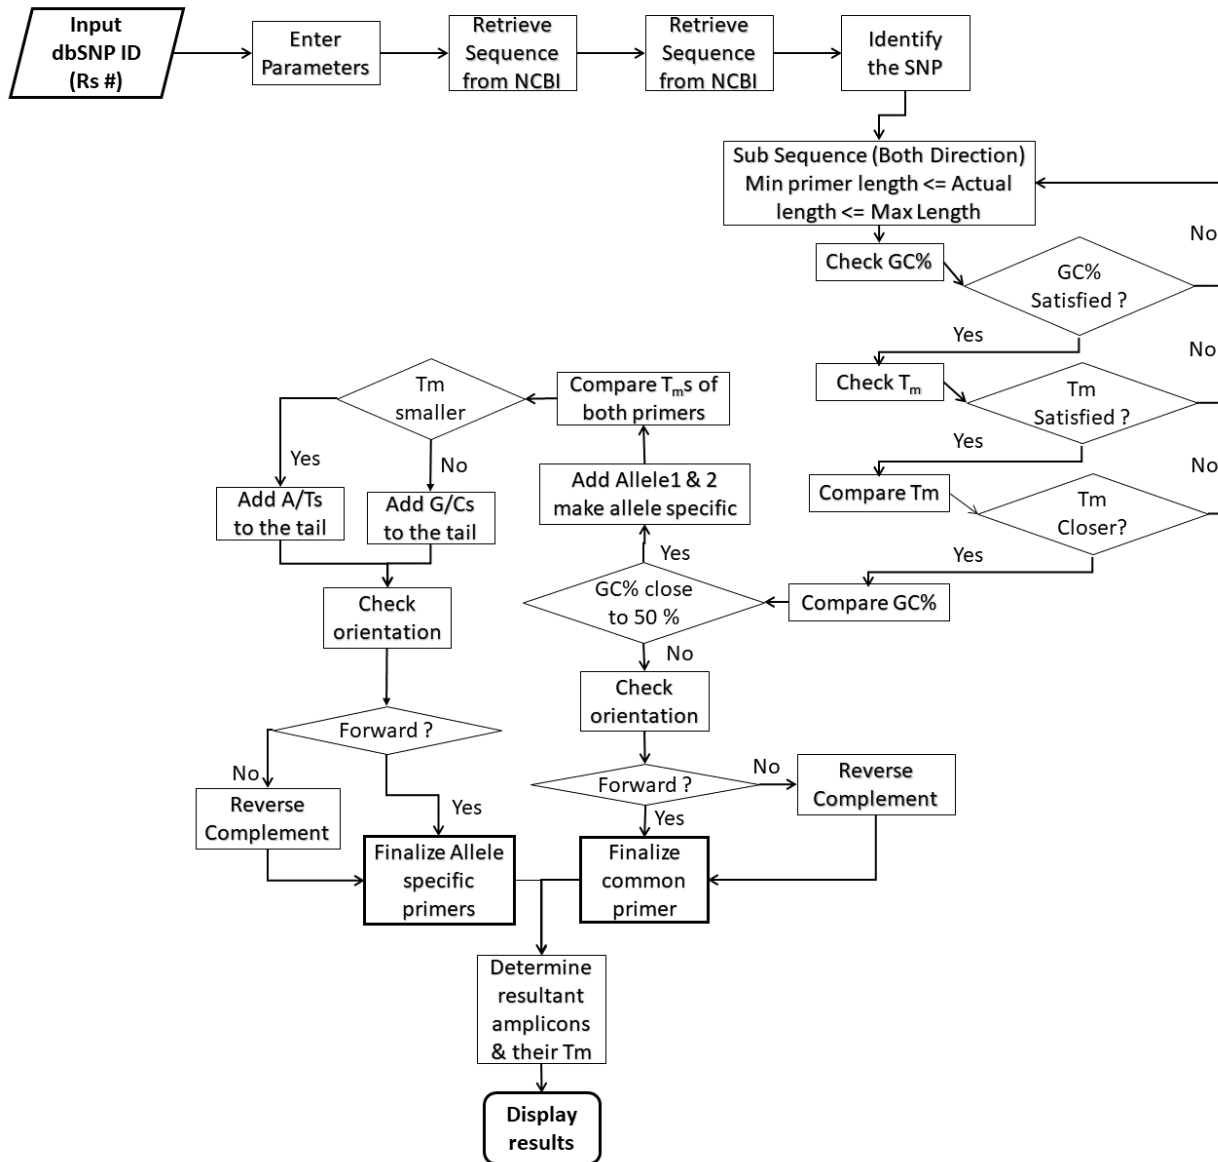 Input
dbSNP ID
(Rs #)
Enter
Parameters
Retrieve
Sequence
from NCBI
Retrieve
Sequence
from NCBI
Identify
the SNP
Sub Sequence (Both Direction)
Min primer length <= Actual
length <= Max Length
No
Check GC%
GC%
Satisfied ?
Yes
No
Check Tm
Tm
Satisfied ?
Yes
No
Compare Tm
Tm
Closer?
Yes
Compare GC%
GC% close
to 50 %
Yes
Add Allele1 & 2
make allele specific
Compare Tms of
both primers
Tm
smaller
Yes
No
Add A/Ts
to the tail
Add G/Cs
to the tail
Check
orientation
Forward ?
No
Reverse
Complement
Yes
Finalize Allele
specific
primers
No
Check
orientation
Forward ?
No
Reverse
Complement
Yes
Finalize
common
primer
Determine
resultant
amplicons
& their Tm
Display
results